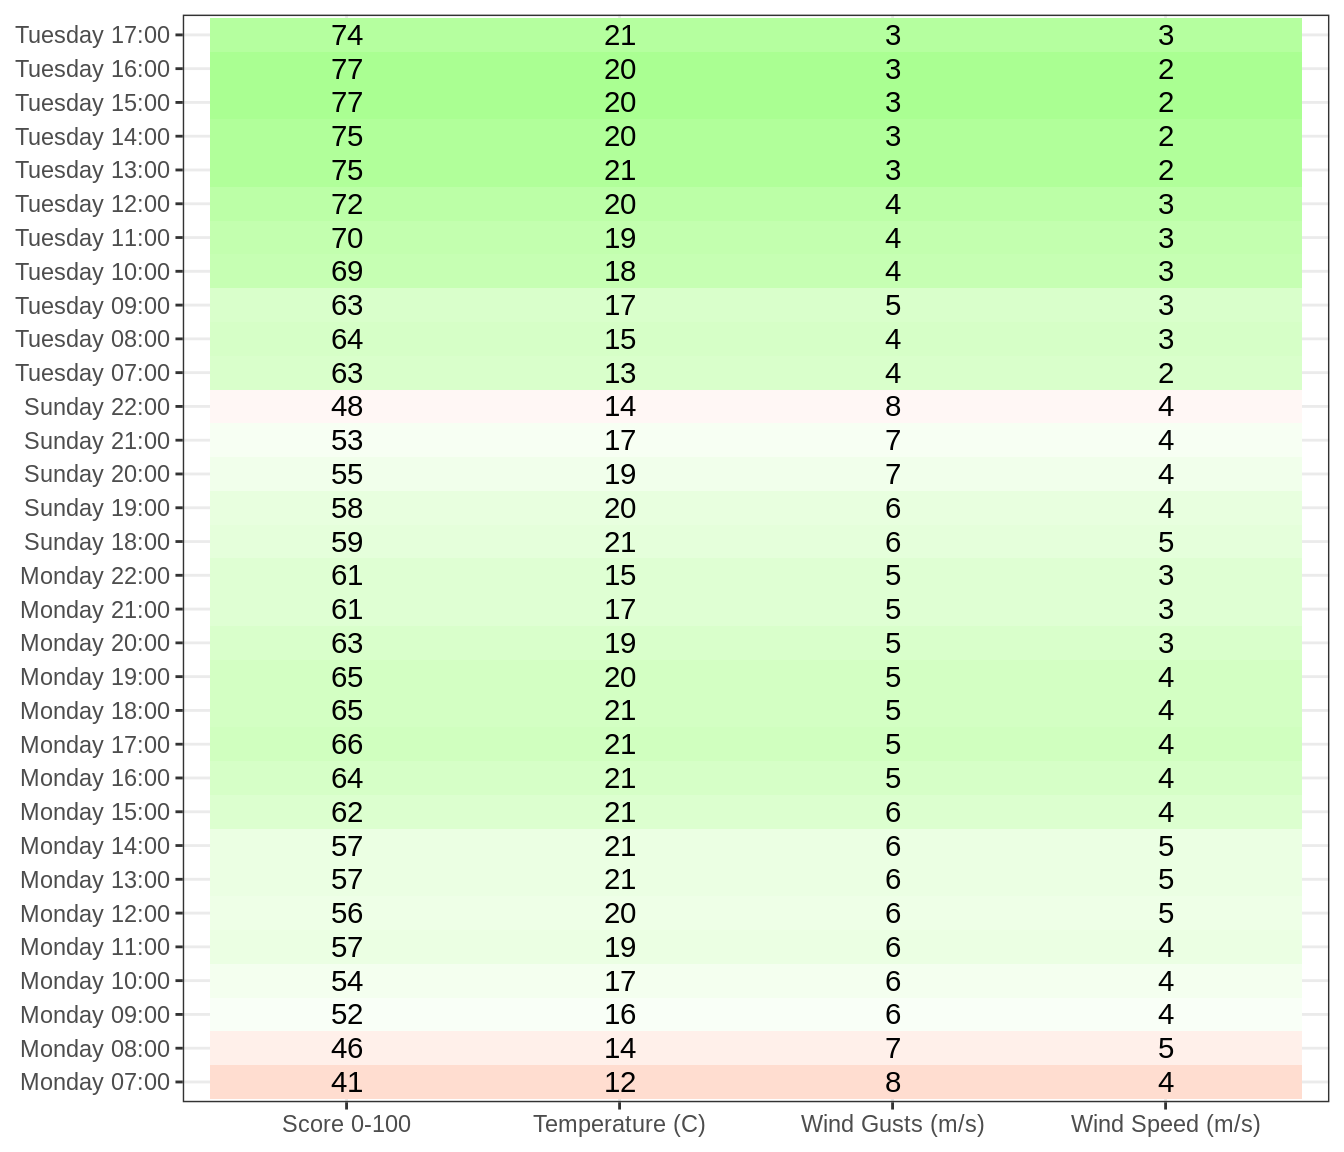 Tuesday 17:00 74 21 3 3
Tuesday 16:00 77 20 3 2
Tuesday 15:00 77 20 3 2
Tuesday 14:00 75 20 3 2
Tuesday 13:00 75 21 3 2
Tuesday 12:00 72 20 4 3
Tuesday 11:00 70 19 4 3
Tuesday 10:00 69 18 4 3
Tuesday 09:00 63 17 5 3
Tuesday 08:00 64 15 4 3
Tuesday 07:00 63 13 4 2
Sunday 22:00 48 14 8 4
Sunday 21:00 53 17 7 4
Sunday 20:00 55 19 7 4
Sunday 19:00 58 20 6 4
Sunday 18:00 59 21 6 5
Monday 22:00 61 15 5 3
Monday 21:00 61 17 5 3
Monday 20:00 63 19 5 3
Monday 19:00 65 20 5 4
Monday 18:00 65 21 5 4
Monday 17:00 66 21 5 4
Monday 16:00 64 21 5 4
Monday 15:00 62 21 6 4
Monday 14:00 57 21 6 5
Monday 13:00 57 21 6 5
Monday 12:00 56 20 6 5
Monday 11:00 57 19 6 4
Monday 10:00 54 17 6 4
Monday 09:00 52 16 6 4
Monday 08:00 46 14 7 5
Monday 07:00 41 12 8 4
Score 0-100 Temperature (C) Wind Gusts (m/s) Wind Speed (m/s)